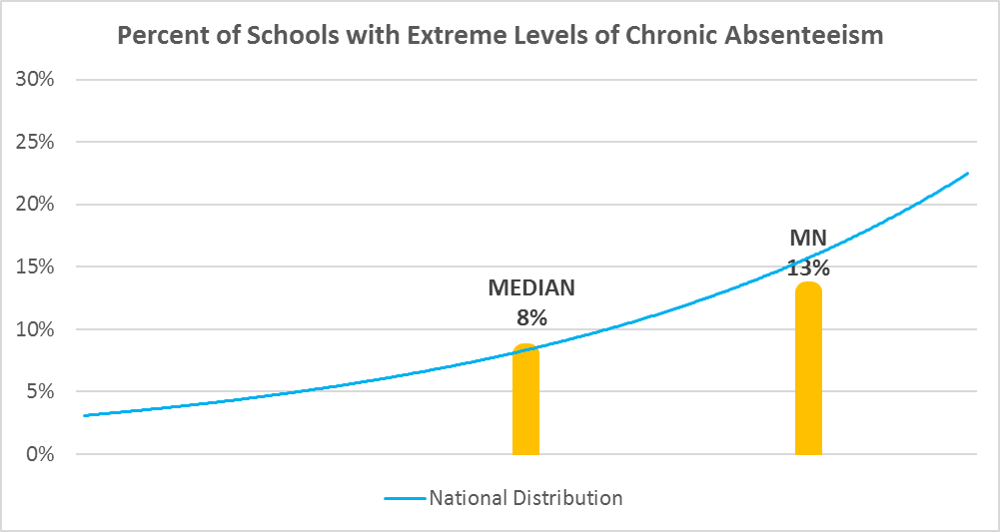 Percent of Schools with Extreme Levels of Chronic Absenteeism
30%
25%
20%
15%
10%
5%
0%
MEDIAN
8%
MN
13%
National Distribution